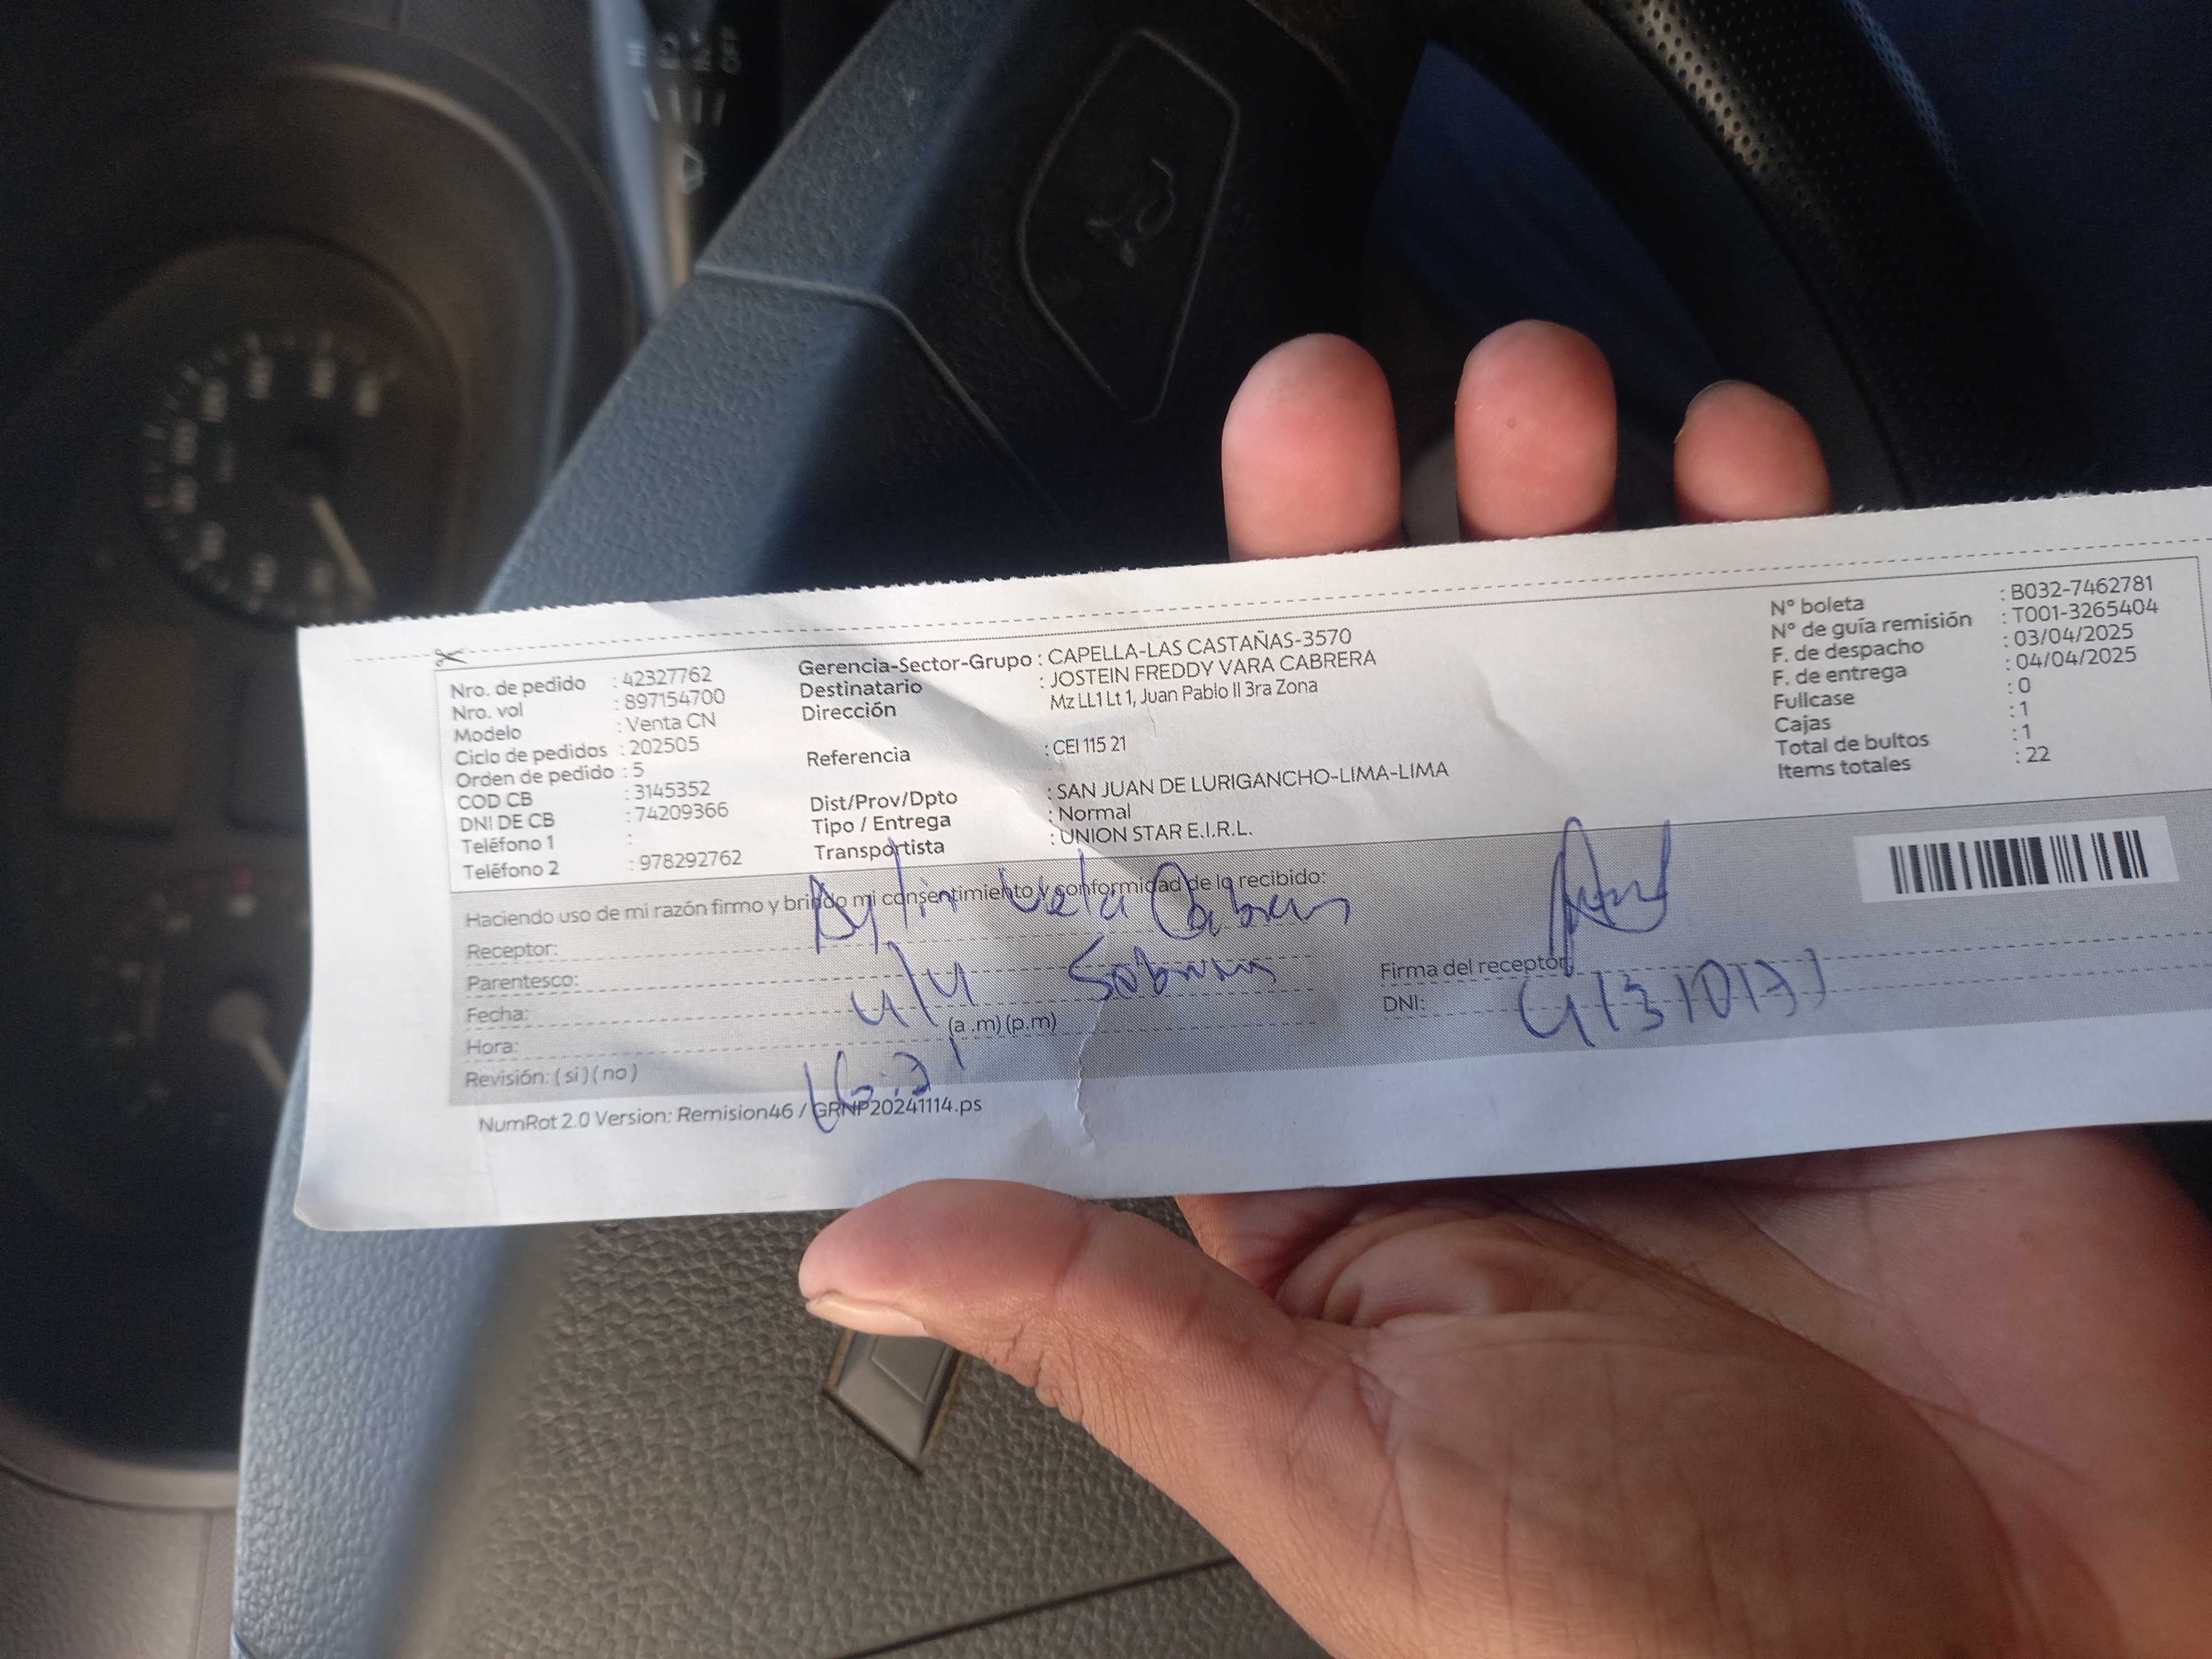 Nro. de pedido : 42327762
Nro. vol : 897154700
Modelo : Venta CN
Ciclo de pedidos : 202505
Orden de pedido : 5
COD CB : 3145352
DNI DE CB : 74209366
Teléfono 1 :
Teléfono 2 : 978292762
Gerencia-Sector-Grupo : CAPELLA-LAS CASTAÑAS-3570
Destinatario : JOSTEIN FREDDY VARA CABRERA
Dirección Mz LL1 Lt 1, Juan Pablo II 3ra Zona
Referencia : CEI 115 21
Dist/Prov/Dpto : SAN JUAN DE LURIGANCHO-LIMA-LIMA
Tipo / Entrega : Normal
Transportista : UNION STAR E.I.R.L.
N° boleta : B032-7462781
N° de guía remisión : T001-3265404
F. de despacho : 03/04/2025
F. de entrega : 04/04/2025
Fullcase : 0
Cajas : 1
Total de bultos : 1
Items totales : 22
Haciendo uso de mi razón firmo y brindo mi consentimiento y conformidad de lo recibido:
Receptor:
Parentesco:
Fecha: 4/4
Hora: (a .m) (p.m)
Revisión: ( si ) ( no )
Firma del receptor:
DNI:
NumRot 2.0 Version: Remision46 / GRNP20241114.ps